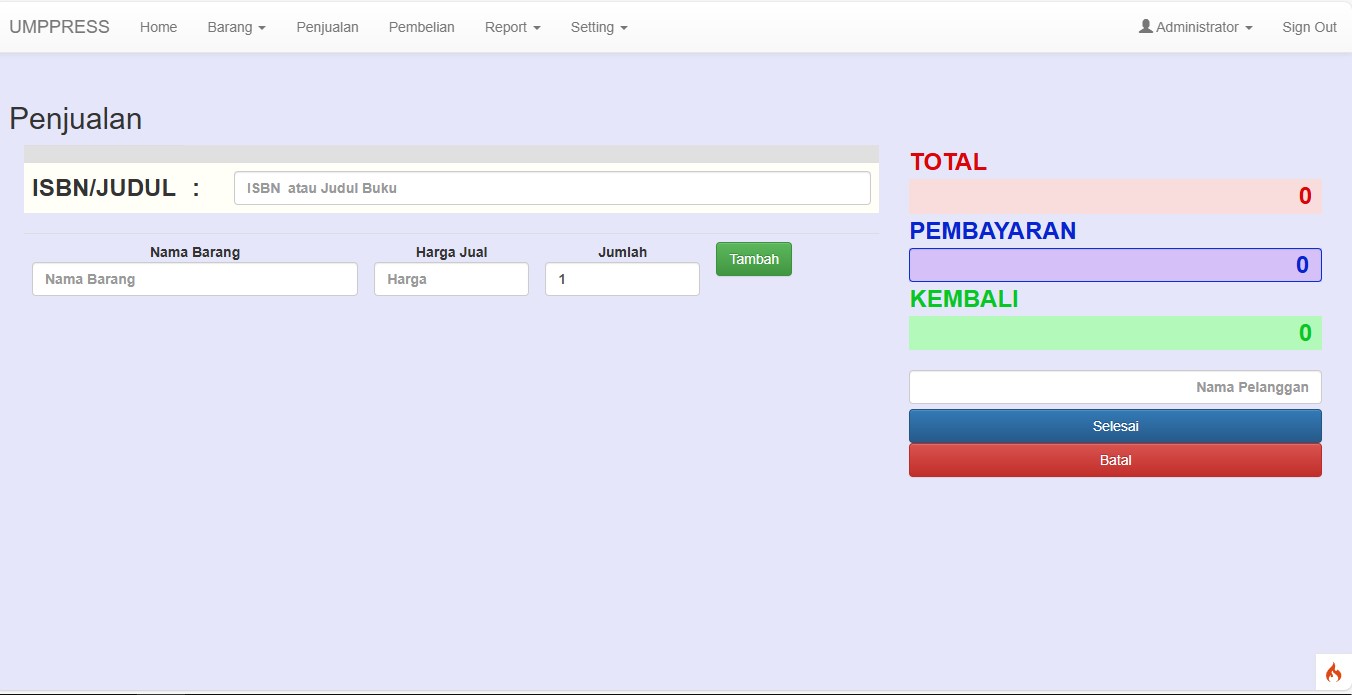 UMPPRESS Home Barang Penjualan Pembelian Report Setting Administrator Sign Out
Penjualan
ISBN/JUDUL : ISBN atau Judul Buku
Nama Barang Harga Jual Jumlah
Nama Barang Harga 1 Tambah
TOTAL
0
PEMBAYARAN
0
KEMBALI
0
Nama Pelanggan
Selesai
Batal